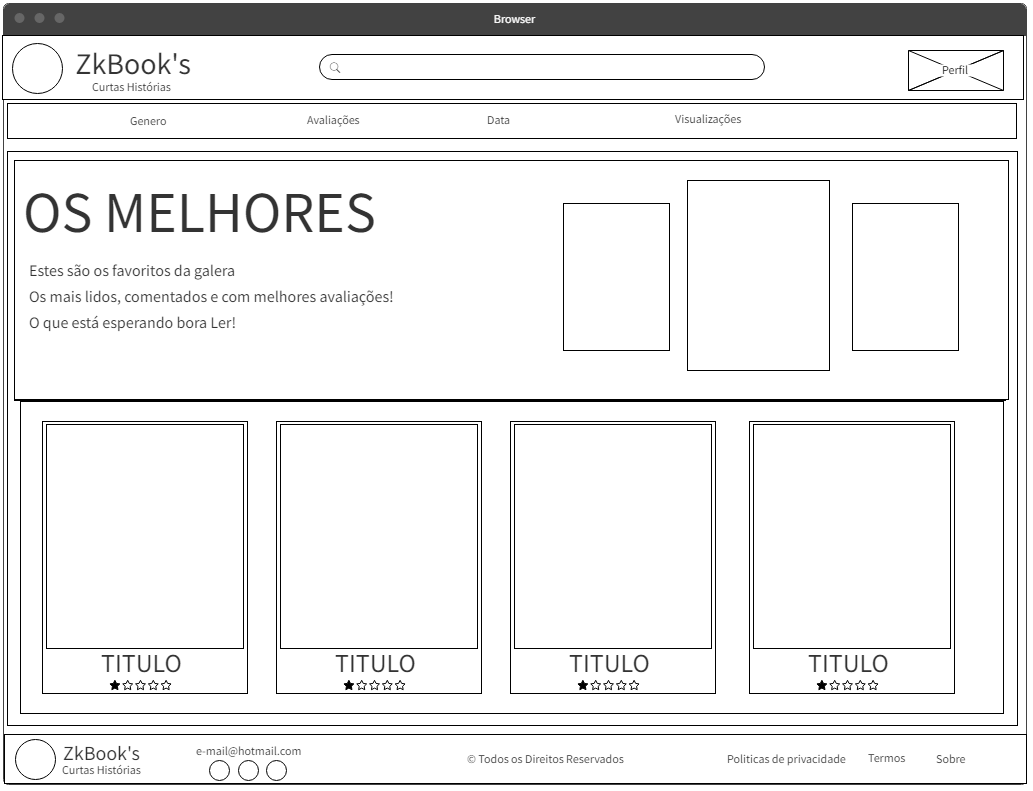 Browser
ZkBook's
Curtas Histórias
Perfil
Genero
Avaliações
Data
Visualizações
OS MELHORES
Estes são os favoritos da galera
Os mais lidos, comentados e com melhores avaliações!
O que está esperando bora Ler!
TITULO
TITULO
TITULO
TITULO
ZkBook's
Curtas Histórias
e-mail@hotmail.com
© Todos os Direitos Reservados
Politicas de privacidade
Termos
Sobre